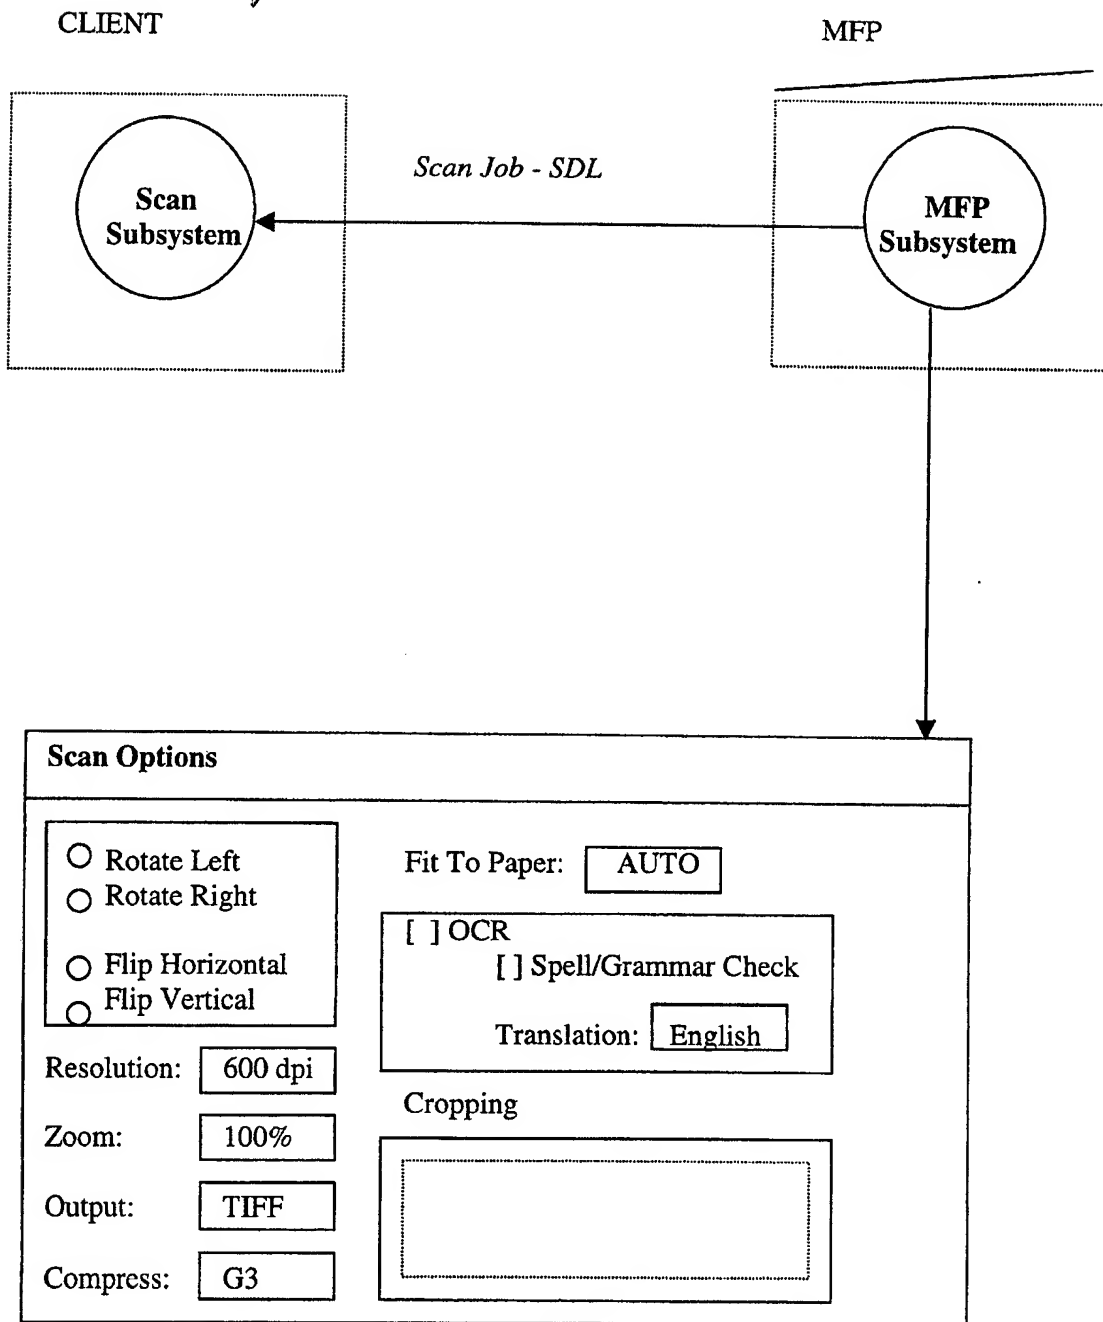 CLIENT
MFP
Scan Job - SDL
Scan
Subsystem
MFP
Subsystem
Scan Options
Rotate Left
Rotate Right
Flip Horizontal
Flip Vertical
Fit To Paper: AUTO
[ ] OCR
[ ] Spell/Grammar Check
Translation: English
Resolution: 600 dpi
Zoom: 100%
Output: TIFF
Compress: G3
Cropping